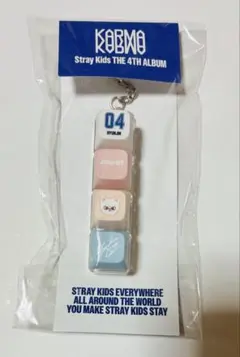 KARMA
Stray Kids THE 4TH ALBUM
04
HYUNJIN
STRAY KIDS EVERYWHERE
ALL AROUND THE WORLD
YOU MAKE STRAY KIDS STAY